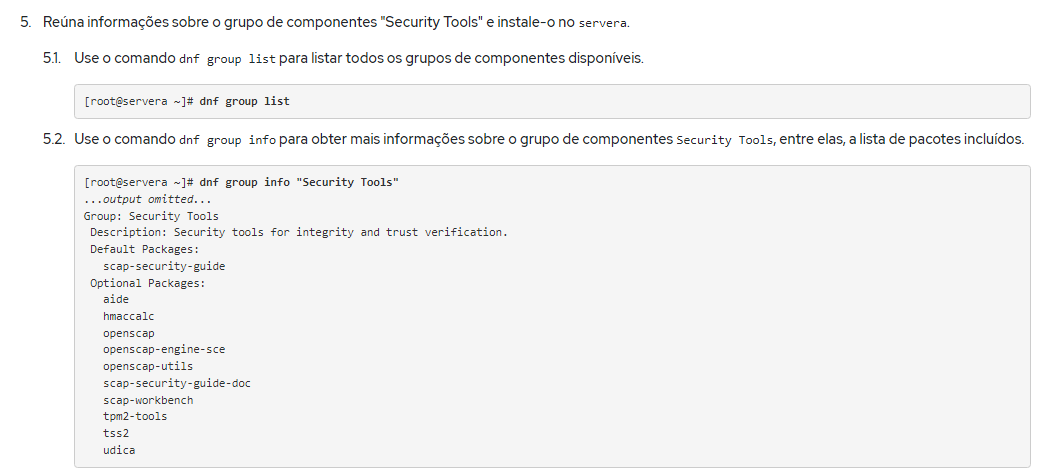 5. Reúna informações sobre o grupo de componentes "Security Tools" e instale-o no servera.
5.1. Use o comando dnf group list para listar todos os grupos de componentes disponíveis.
[root@servera ~]# dnf group list
5.2. Use o comando dnf group info para obter mais informações sobre o grupo de componentes Security Tools, entre elas, a lista de pacotes incluídos.
[root@servera ~]# dnf group info "Security Tools"
...output omitted...
Group: Security Tools
Description: Security tools for integrity and trust verification.
Default Packages:
scap-security-guide
Optional Packages:
aide
hmaccalc
openscap
openscap-engine-sce
openscap-utils
scap-security-guide-doc
scap-workbench
tpm2-tools
tss2
udica